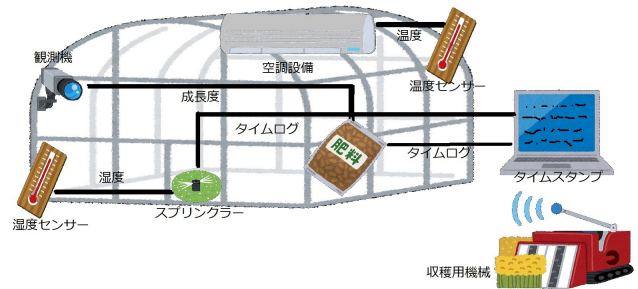 観測機
温度
空調設備
温度センサー
成長度
タイムログ
肥料
タイムログ
タイムスタンプ
湿度
スプリンクラー
湿度センサー
収穫用機械